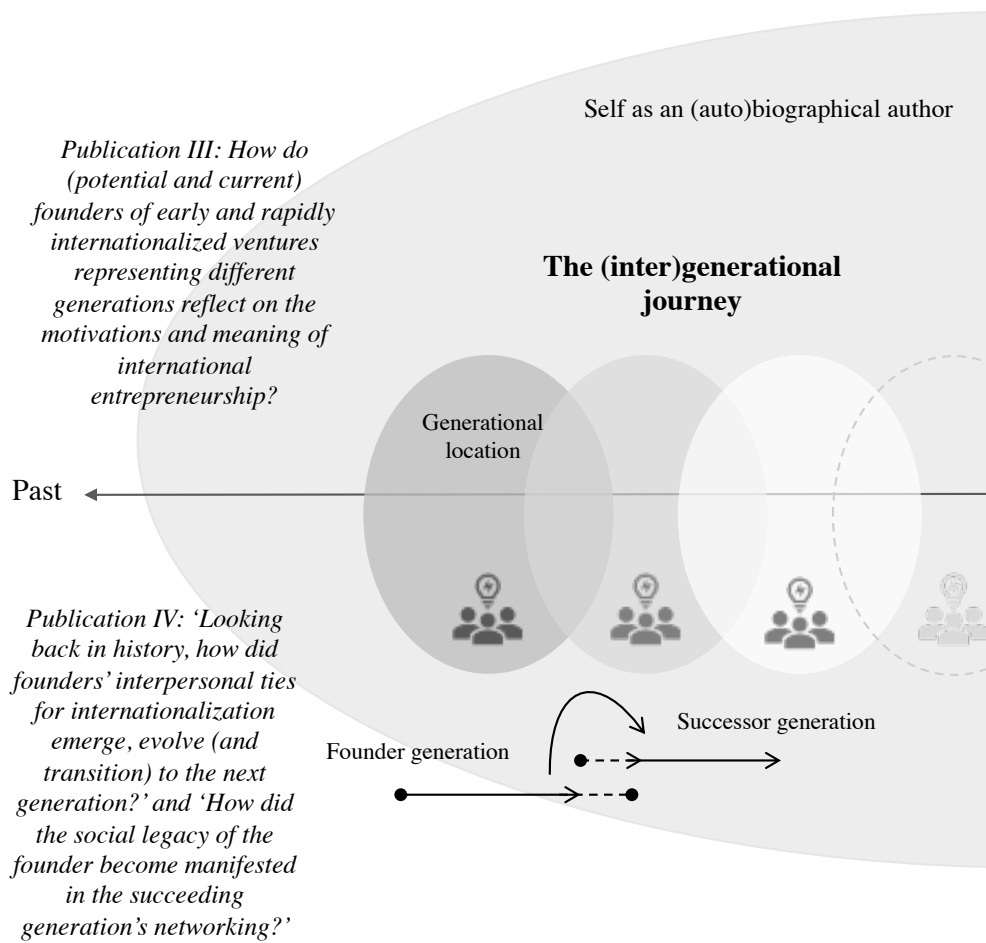 Self as an (auto)biographical author
Publication III: How do
(potential and current)
founders of early and rapidly
internationalized ventures
representing different
generations reflect on the
motivations and meaning of
international
entrepreneurship?
The (inter)generational
journey
Generational
location
Past
Publication IV: ‘Looking
back in history, how did
founders’ interpersonal ties
for internationalization
emerge, evolve (and
transition) to the next
generation?’ and ‘How did
the social legacy of the
founder become manifested
in the succeeding
generation’s networking?’
Founder generation
Successor generation